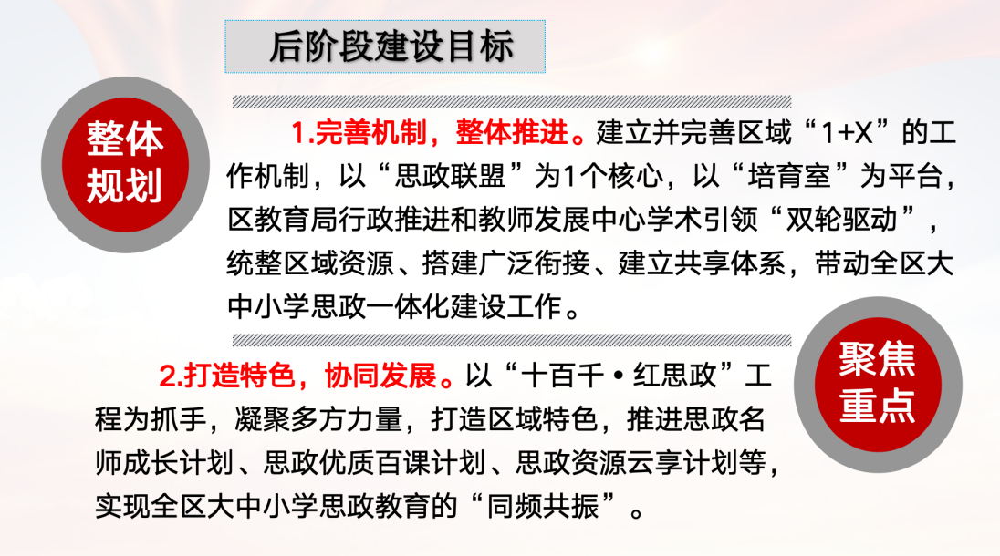 后阶段建设目标
整体
规划
1.完善机制，整体推进。建立并完善区域“1+X”的工
作机制，以“思政联盟”为1个核心，以“培育室”为平台，
区教育局行政推进和教师发展中心学术引领“双轮驱动”，
统整区域资源、搭建广泛衔接、建立共享体系，带动全区大
中小学思政一体化建设工作。
2.打造特色，协同发展。以“十百千•红思政”工
程为抓手，凝聚多方力量，打造区域特色，推进思政名
师成长计划、思政优质百课计划、思政资源云享计划等，
实现全区大中小学思政教育的“同频共振”。
聚焦
重点